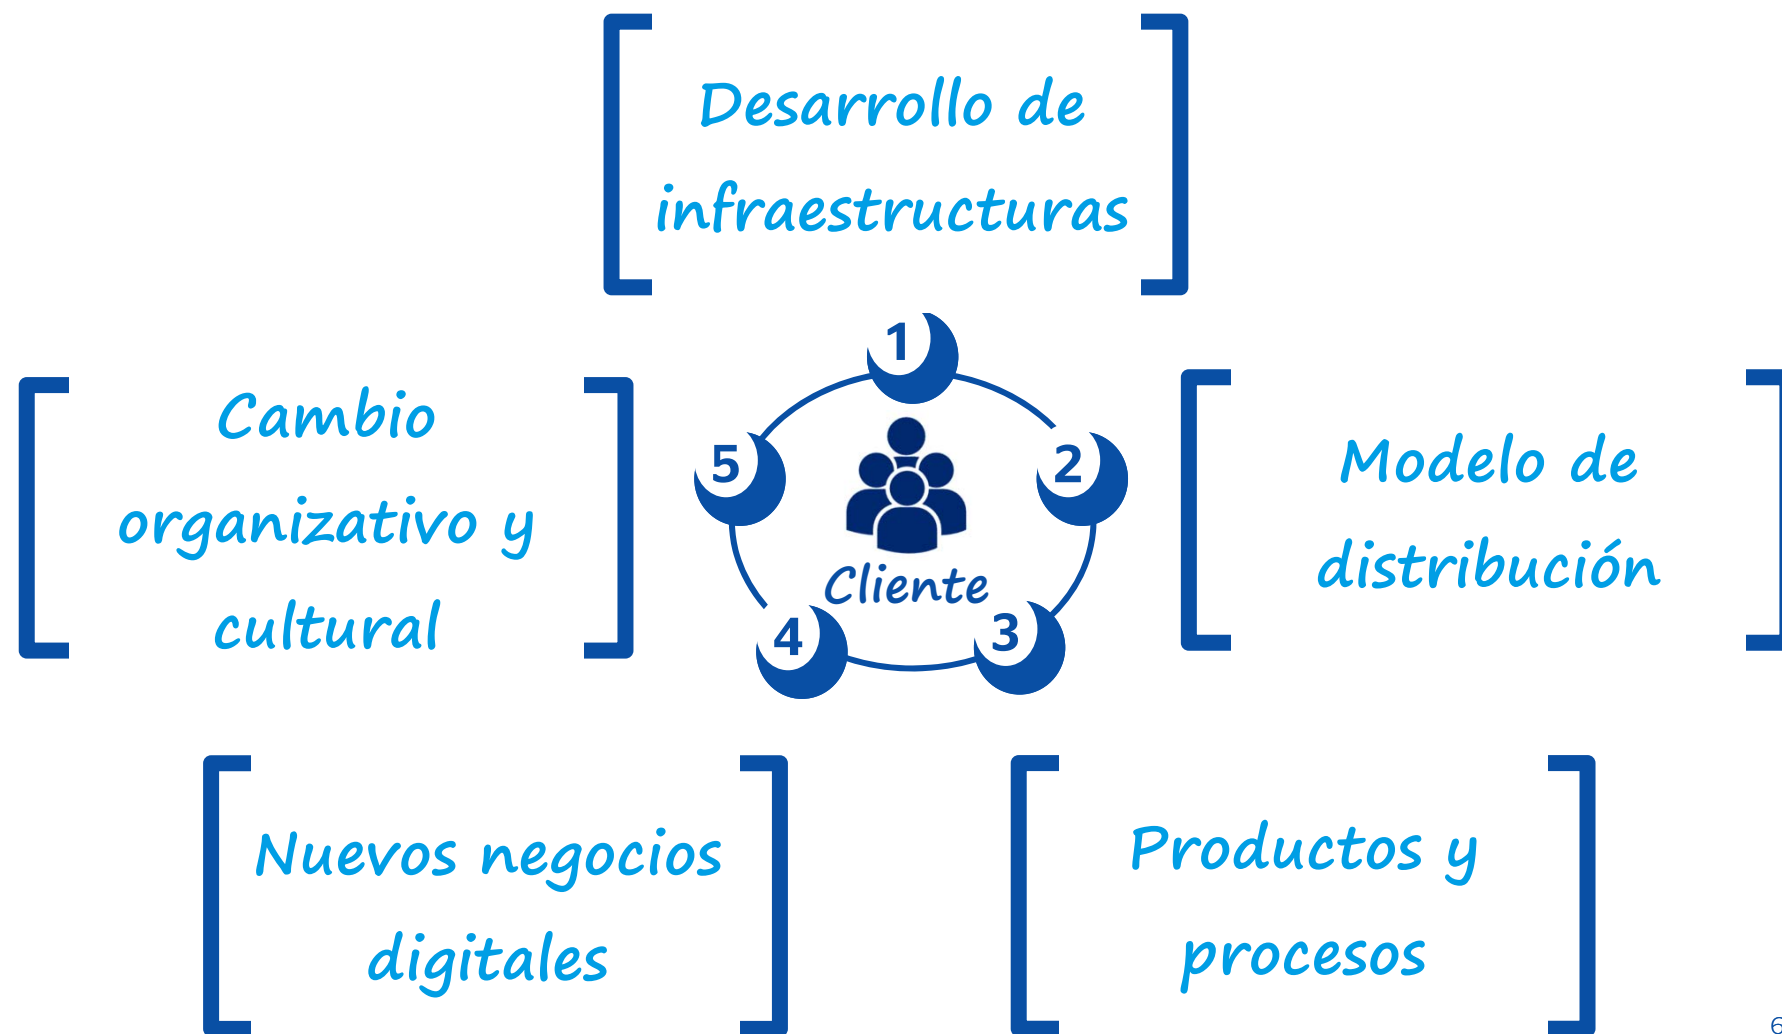 Desarrollo de
infraestructuras
1
Cambio
organizativo y
cultural
5
2
Cliente
4
3
Modelo de
distribución
Nuevos negocios
digitales
Productos y
procesos
6